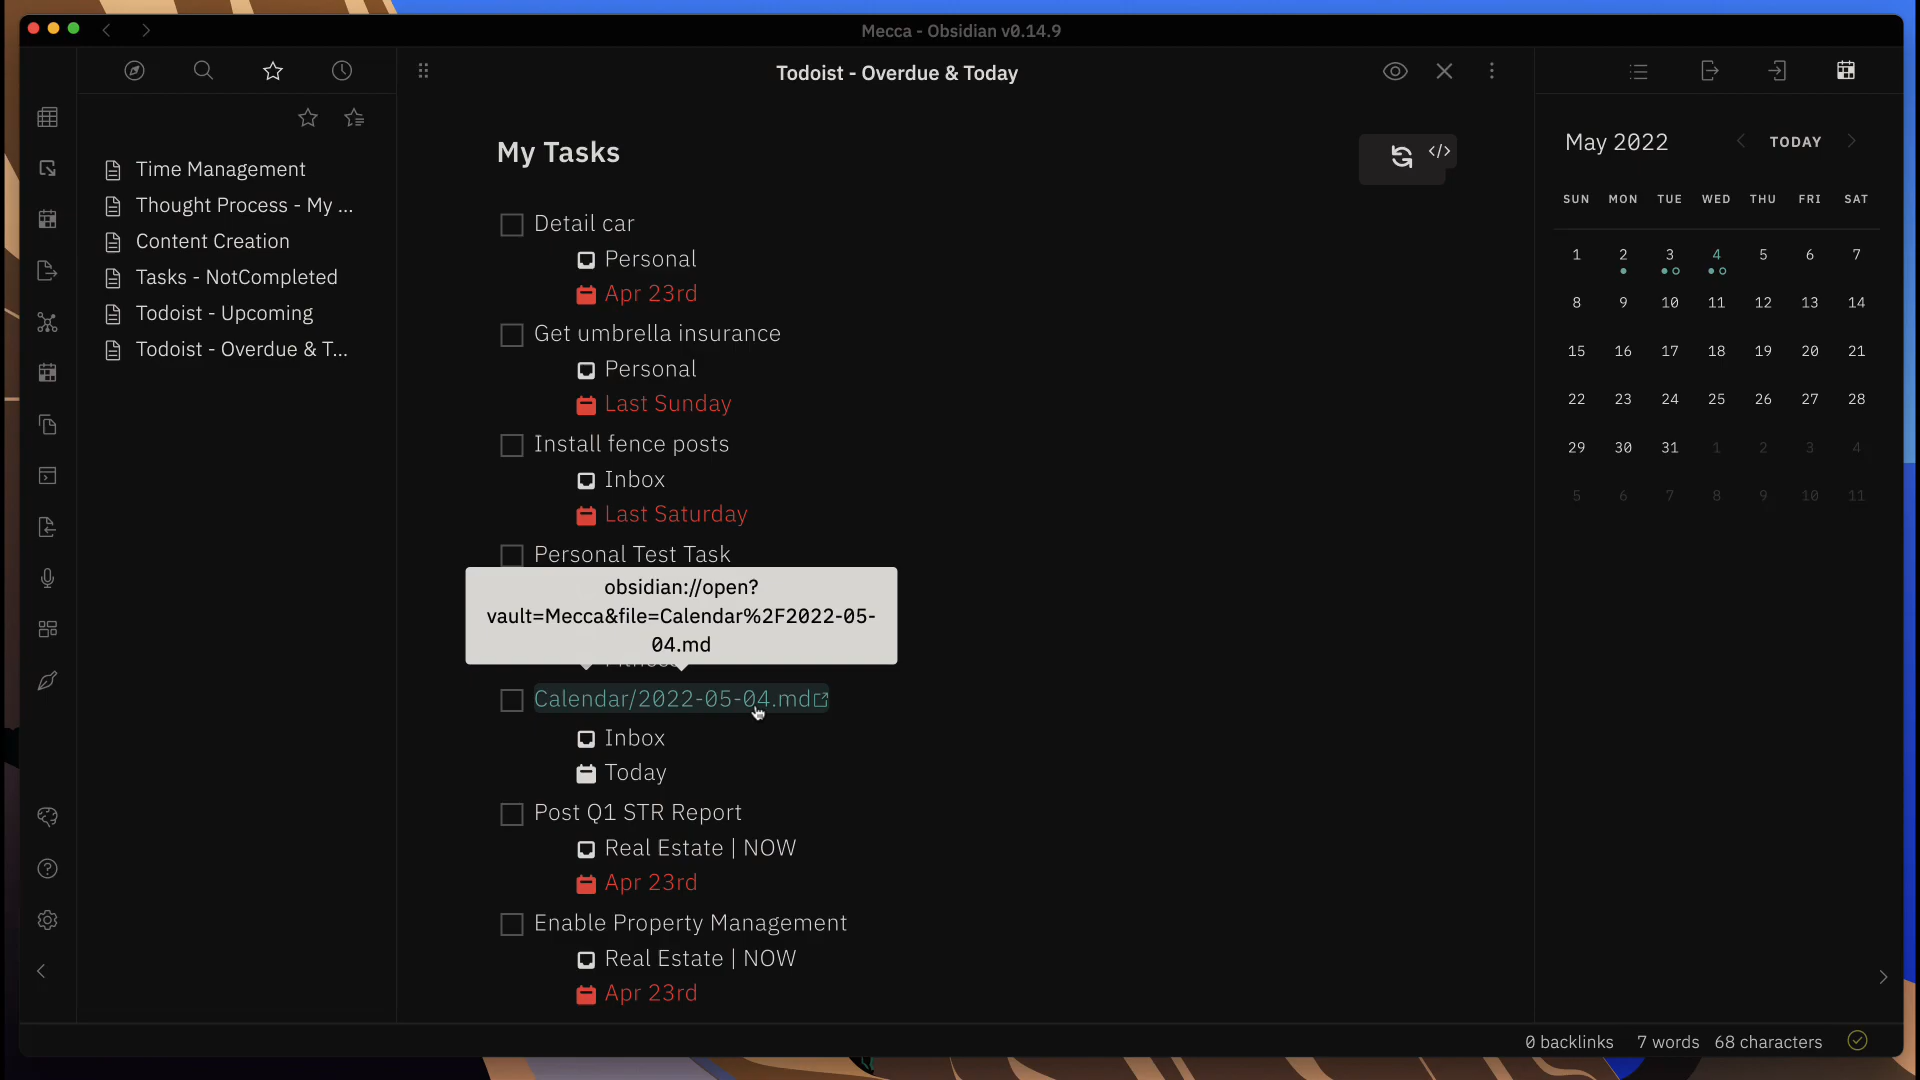 Mecca - Obsidian v0.14.9
Todoist - Overdue & Today
Time Management
Thought Process - My ...
Content Creation
Tasks - NotCompleted
Todoist - Upcoming
Todoist - Overdue & T...
My Tasks
</>
Detail car
Personal
Apr 23rd
Get umbrella insurance
Personal
Last Sunday
Install fence posts
Inbox
Last Saturday
Personal Test Task
obsidian://open?
vault=Mecca&file=Calendar%2F2022-05-
04.md
Calendar/2022-05-04.md
Inbox
Today
Post Q1 STR Report
Real Estate | NOW
Apr 23rd
Enable Property Management
Real Estate | NOW
Apr 23rd
May 2022
TODAY
SUN MON TUE WED THU FRI SAT
1 2 3 4 5 6 7
8 9 10 11 12 13 14
15 16 17 18 19 20 21
22 23 24 25 26 27 28
29 30 31 1 2 3 4
5 6 7 8 9 10 11
0 backlinks 7 words 68 characters